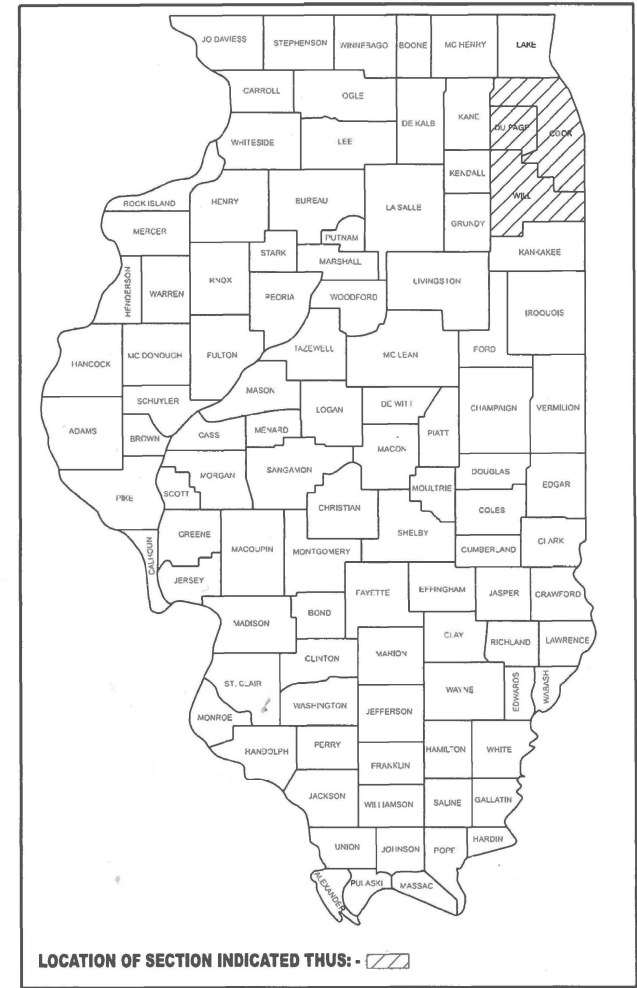 JO DAVIESS STEPHENSON WINNEBAGO BOONE MC HENRY LAKE
CARROLL OGLE DE KALB KANE DU PAGE COOK
WHITESIDE LEE
KENDALL WILL
ROCK ISLAND HENRY BUREAU LA SALLE
MERCER PUTNAM GRUNDY
STARK MARSHALL KANKAKEE
HENDERSON WARREN KNOX PEORIA WOODFORD LIVINGSTON
IROQUOIS
HANCOCK MC DONOUGH FULTON TAZEWELL MC LEAN FORD
SCHUYLER MASON LOGAN DE WITT CHAMPAIGN VERMILION
ADAMS BROWN CASS MENARD MACON PIATT
PIKE SCOTT MORGAN SANGAMON MOULTRIE DOUGLAS EDGAR
CHRISTIAN COLES
CALHOUN GREENE MACOUPIN MONTGOMERY SHELBY CUMBERLAND CLARK
JERSEY FAYETTE EFFINGHAM JASPER CRAWFORD
MADISON BOND
CLINTON MARION CLAY RICHLAND LAWRENCE
ST. CLAIR WAYNE EDWARDS WABASH
MONROE WASHINGTON JEFFERSON
RANDOLPH PERRY HAMILTON WHITE
FRANKLIN
JACKSON WILLIAMSON SALINE GALLATIN
UNION JOHNSON POPE HARDIN
ALEXANDER PULASKI MASSAC
LOCATION OF SECTION INDICATED THUS: -